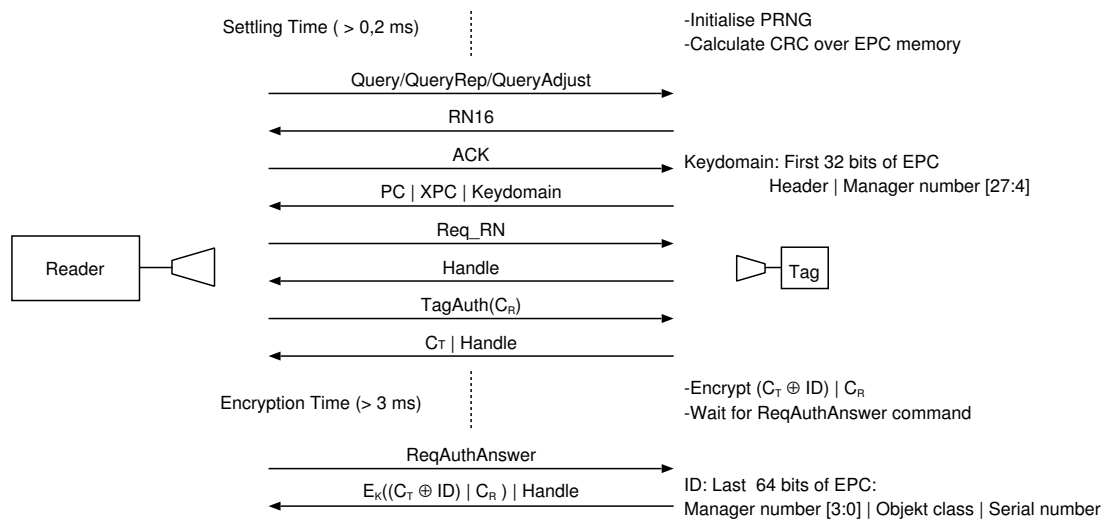 Settling Time ( > 0,2 ms)
-Initialise PRNG
-Calculate CRC over EPC memory
Query/QueryRep/QueryAdjust
RN16
ACK
Keydomain: First 32 bits of EPC
Header | Manager number [27:4]
PC | XPC | Keydomain
Req_RN
Reader
Handle
Tag
TagAuth(C_R)
C_T | Handle
Encryption Time (> 3 ms)
-Encrypt (C_T ⊕ ID) | C_R
-Wait for ReqAuthAnswer command
ReqAuthAnswer
E_K((C_T ⊕ ID) | C_R ) | Handle
ID: Last 64 bits of EPC:
Manager number [3:0] | Objekt class | Serial number